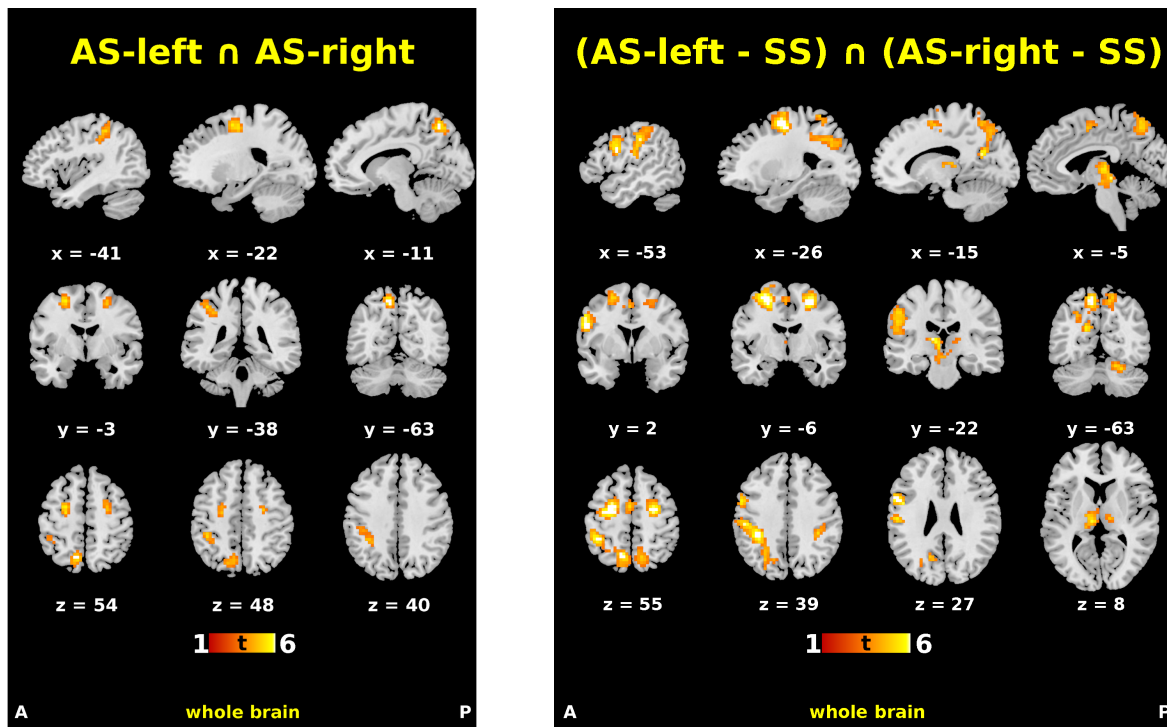 AS-left ∩ AS-right
x = -41 x = -22 x = -11
y = -3 y = -38 y = -63
z = 54 z = 48 z = 40
1 t 6
A whole brain P
(AS-left - SS) ∩ (AS-right - SS)
x = -53 x = -26 x = -15 x = -5
y = 2 y = -6 y = -22 y = -63
z = 55 z = 39 z = 27 z = 8
1 t 6
A whole brain P